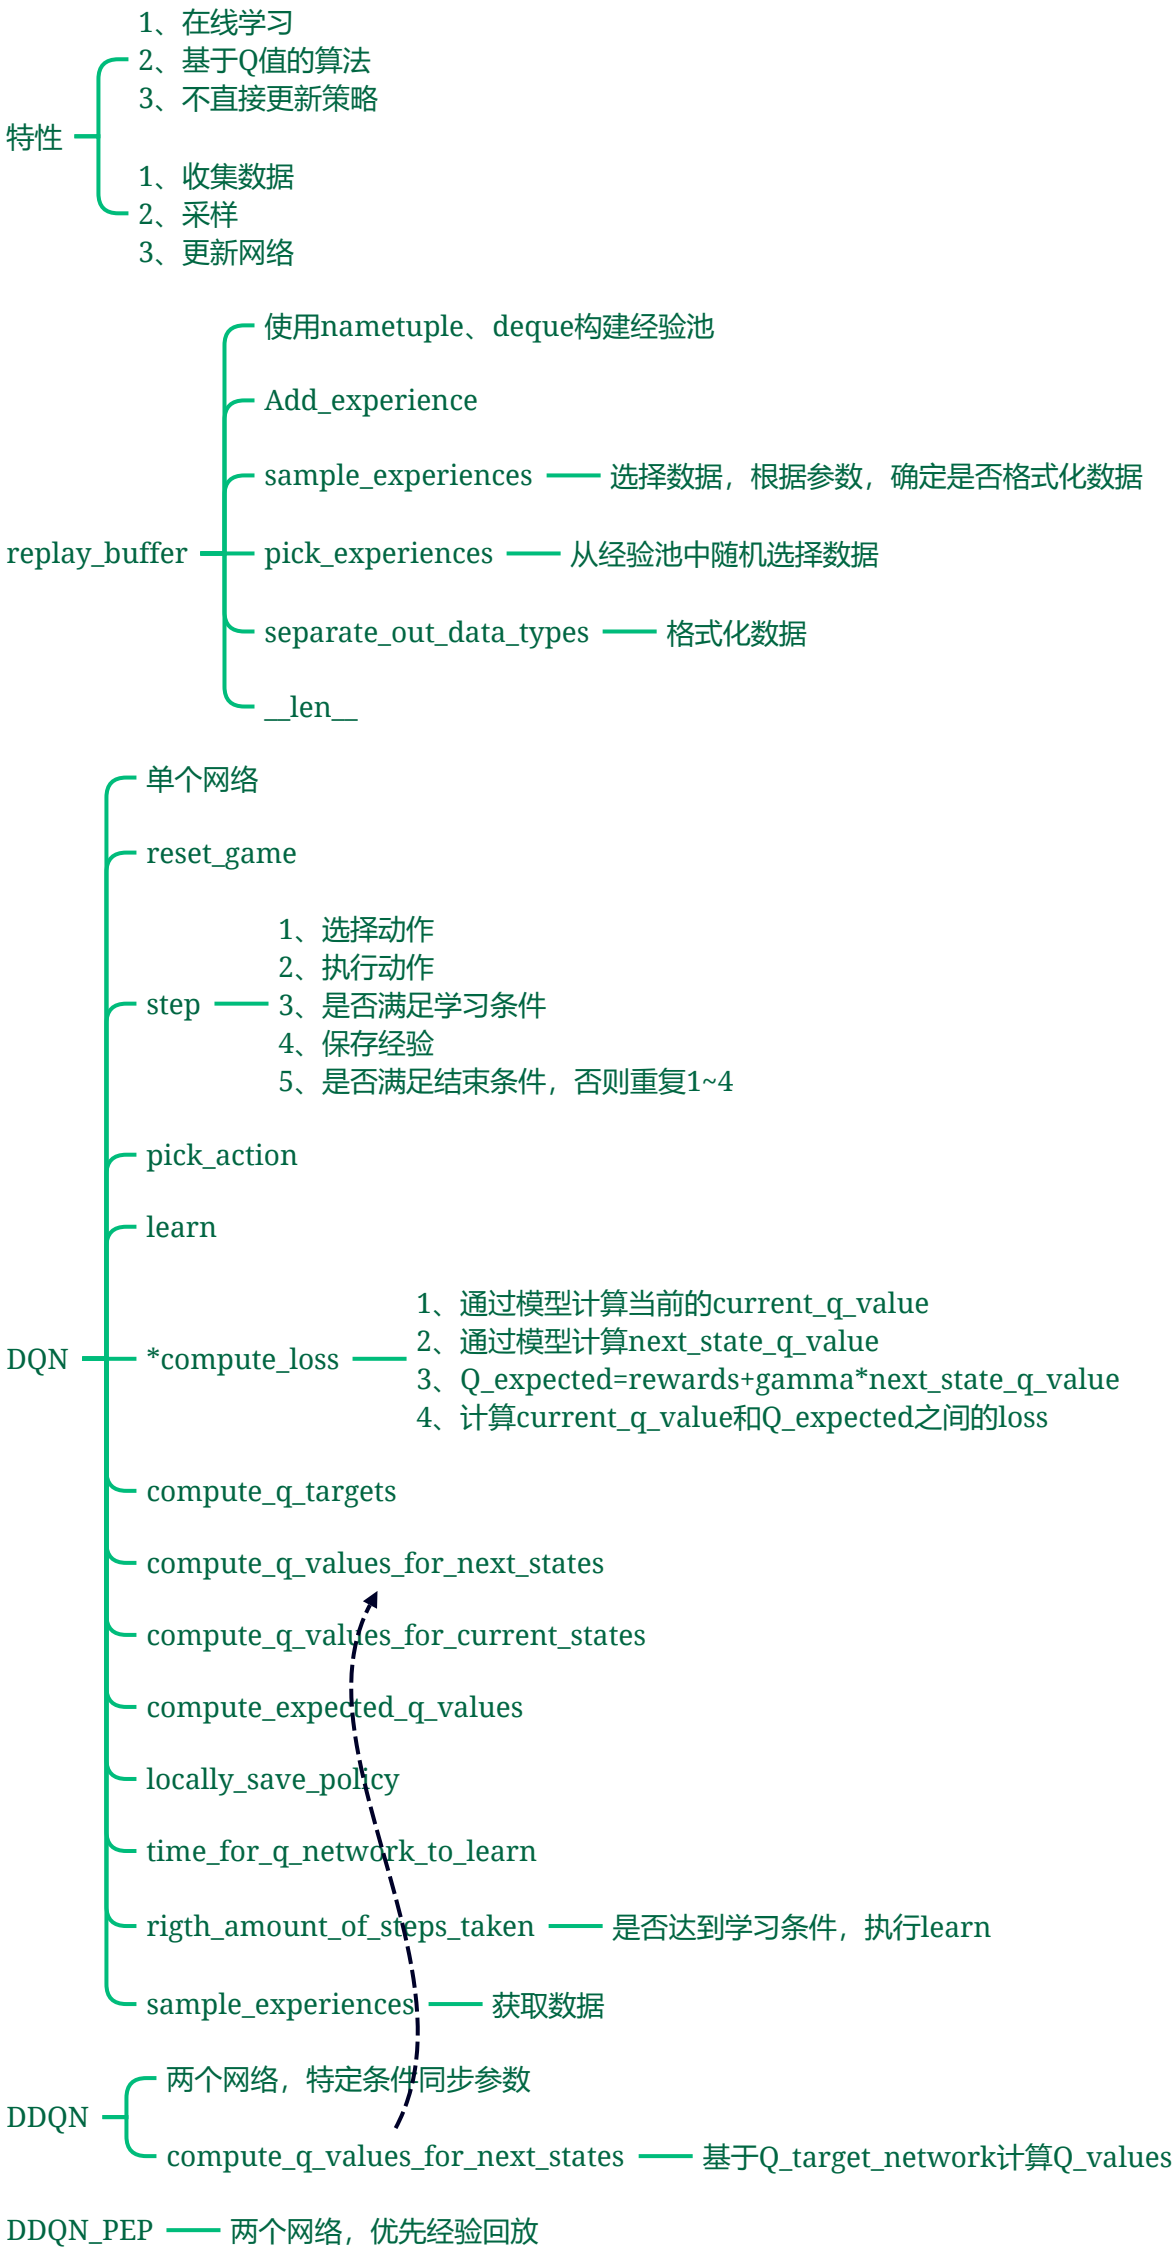 特性
1、在线学习
2、基于Q值的算法
3、不直接更新策略
1、收集数据
2、采样
3、更新网络
replay_buffer
使用nametuple、deque构建经验池
Add_experience
sample_experiences
选择数据，根据参数，确定是否格式化数据
pick_experiences
从经验池中随机选择数据
separate_out_data_types
格式化数据
__len__
DQN
单个网络
reset_game
step
1、选择动作
2、执行动作
3、是否满足学习条件
4、保存经验
5、是否满足结束条件，否则重复1~4
pick_action
learn
*compute_loss
1、通过模型计算当前的current_q_value
2、通过模型计算next_state_q_value
3、Q_expected=rewards+gamma*next_state_q_value
4、计算current_q_value和Q_expected之间的loss
compute_q_targets
compute_q_values_for_next_states
compute_q_values_for_current_states
compute_expected_q_values
locally_save_policy
time_for_q_network_to_learn
rigth_amount_of_steps_taken
是否达到学习条件，执行learn
sample_experiences
获取数据
DDQN
两个网络，特定条件同步参数
compute_q_values_for_next_states
基于Q_target_network计算Q_values
DDQN_PEP
两个网络，优先经验回放